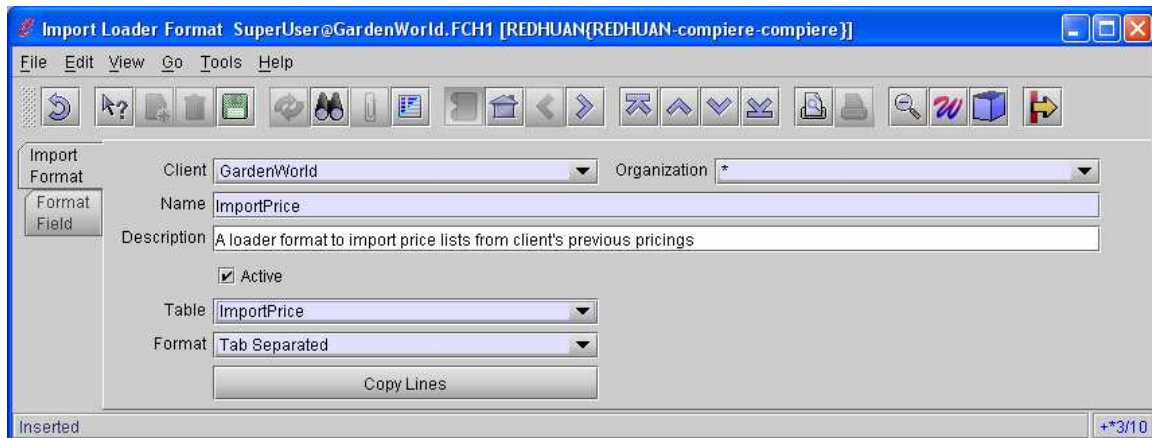 Import Loader Format SuperUser@GardenWorld.FCH1 [REDHUAN{REDHUAN-compiere-compiere}]
File Edit View Go Tools Help
Import Format
Client GardenWorld Organization *
Format Field
Name ImportPrice
Description A loader format to import price lists from client's previous pricings
Active
Table ImportPrice
Format Tab Separated
Copy Lines
Inserted +*3/10